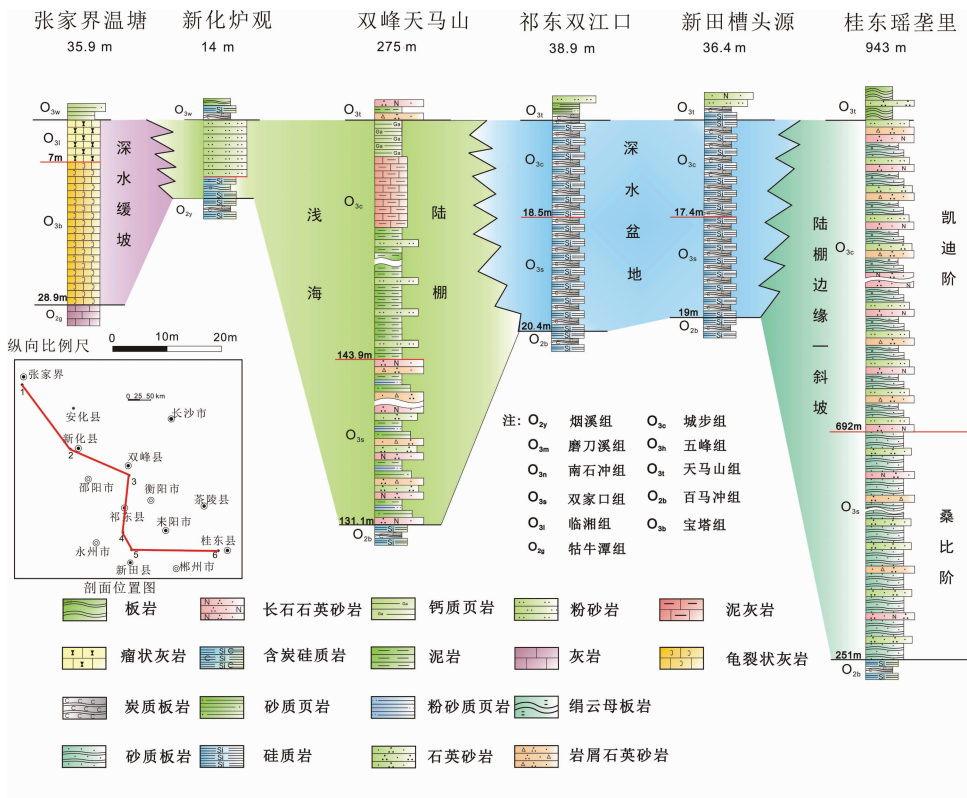 张家界温塘 新化炉观 双峰天马山 祁东双江口 新田槽头源 桂东瑶垄里
35.9 m 14 m 275 m 38.9 m 36.4 m 943 m
O3w O3w O3t O3t O3t O3t
O3l
7m
O3b
28.9m
O2g
深水缓坡
O2y
浅海
陆棚
O3c
143.9m
O3s
131.1m
O2b
O3c
18.5m
O3s
20.4m
O2b
深水盆地
O3c
17.4m
O3s
19m
O2b
陆棚边缘—斜坡
O3c
692m
O3s
251m
O2b
凯迪阶
桑比阶
纵向比例尺
0 10m 20m
张家界
1
0 25 50 km
安化县
长沙市
新化县
2
双峰县
3
邵阳市
衡阳市
茶陵县
祁东县
4
耒阳市
永州市
5
桂东县
6
新田县
郴州市
剖面位置图
注: O2y 烟溪组 O3c 城步组
O3m 磨刀溪组 O3h 五峰组
O3n 南石冲组 O3t 天马山组
O3s 双家口组 O2b 百马冲组
O3l 临湘组 O3b 宝塔组
O2g 牯牛潭组
板岩 长石石英砂岩 钙质页岩 粉砂岩 泥灰岩
瘤状灰岩 含炭硅质岩 泥岩 灰岩 龟裂状灰岩
炭质板岩 砂质页岩 粉砂质页岩 绢云母板岩
砂质板岩 硅质岩 石英砂岩 岩屑石英砂岩